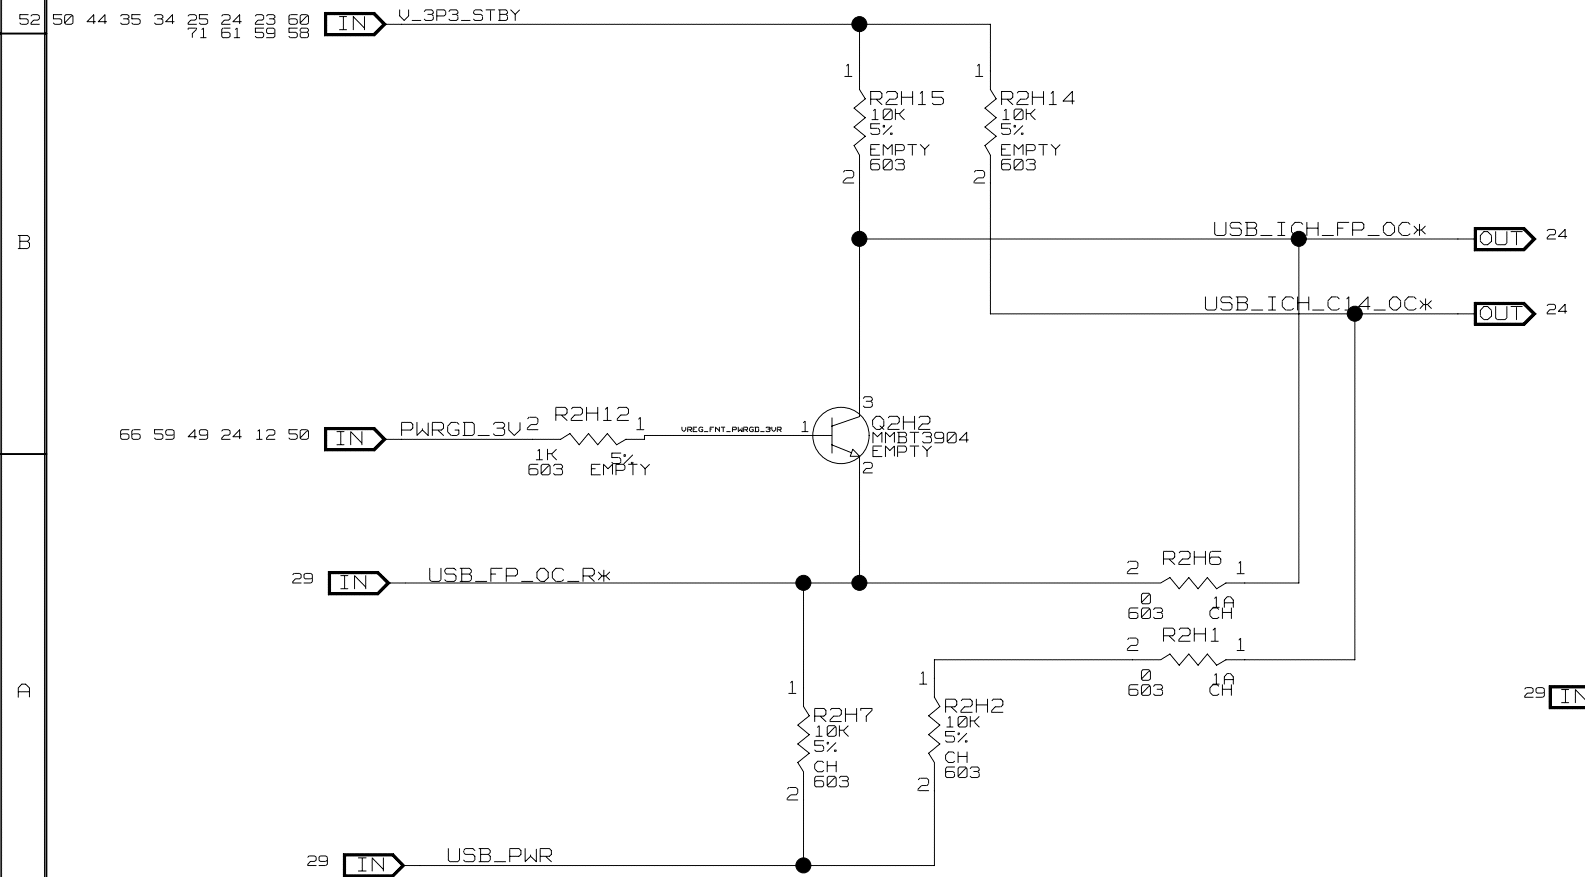 52 50 44 35 34 25 24 23 60 IN V_3P3_STBY
71 61 59 58
1 1
R2H15 R2H14
10K 10K
5% 5%
EMPTY EMPTY
603 603
2 2
B USB_ICH_FP_OC* OUT 24
USB_ICH_C14_OC* OUT 24
3
66 59 49 24 12 50 IN PWRGD_3V 2 R2H12 1 VREG_FNT_PWRGD_3VR 1 Q2H2
MMBT3904
1K 5% EMPTY
603 EMPTY 2
29 IN USB_FP_OC_R* 2 R2H6 1
0 1A
603 CH
2 R2H1 1
0 1A
603 CH
A 1 1 29 IN
R2H7 R2H2
10K 10K
5% 5%
CH CH
603 603
2 2
29 IN USB_PWR